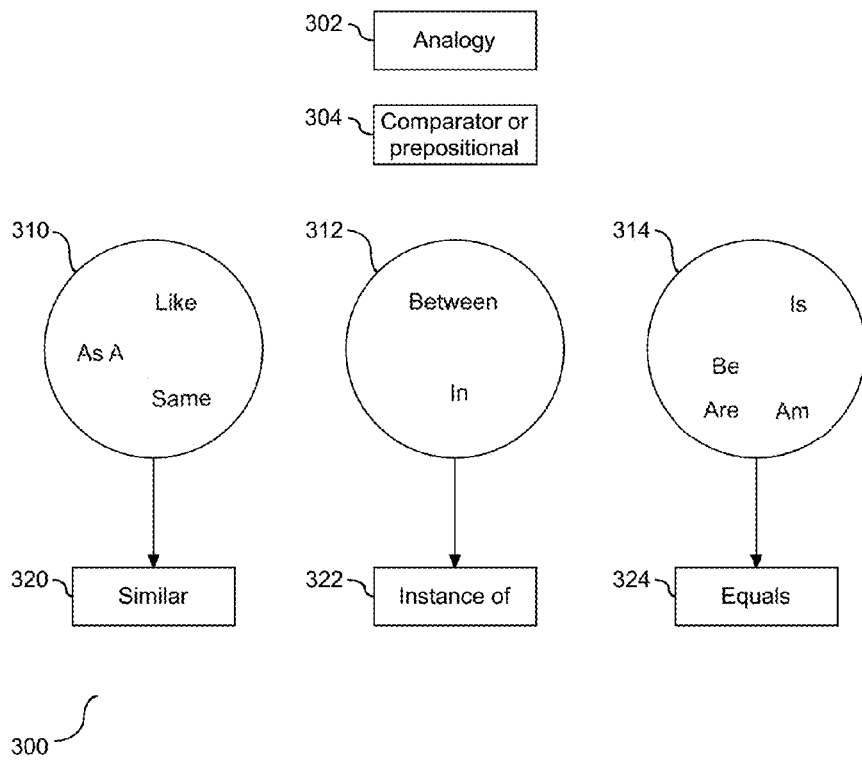 302
Analogy
304
Comparator or
prepositional
310
312
314
Like
Between
Is
As A
Be
Same
In
Are
Am
320
Similar
322
Instance of
324
Equals
300